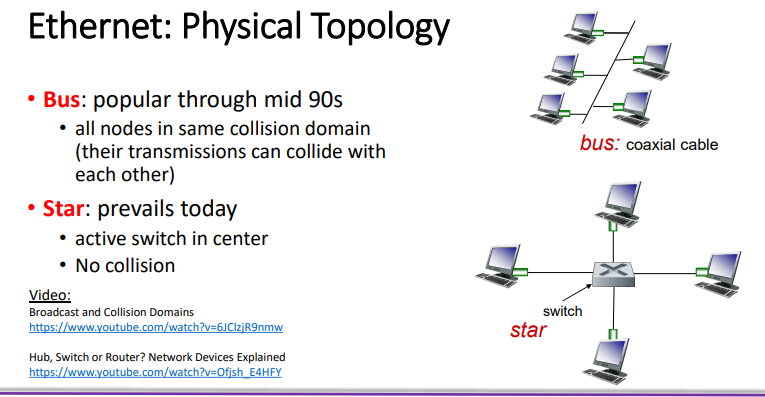 Ethernet: Physical Topology
• Bus: popular through mid 90s
• all nodes in same collision domain
(their transmissions can collide with
each other)
• Star: prevails today
• active switch in center
• No collision
Video:
Broadcast and Collision Domains
https://www.youtube.com/watch?v=6JClzjR9nmw
Hub, Switch or Router? Network Devices Explained
https://www.youtube.com/watch?v=Ofjsh_E4HFY
bus: coaxial cable
switch
star